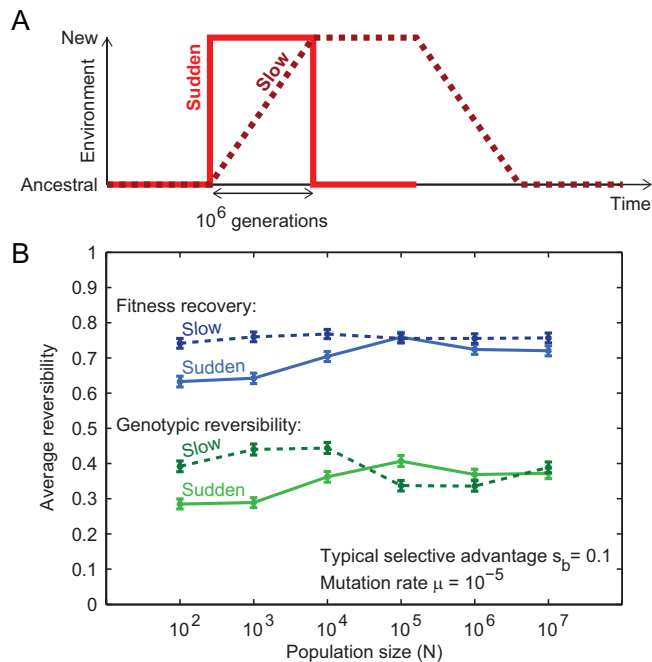 A
New
Environment
Sudden
Slow
Ancestral
Time
10^6 generations
B
1
0.9
0.8
0.7
0.6
0.5
0.4
0.3
0.2
0.1
0
Average reversibility
Fitness recovery:
Slow
Sudden
Genotypic reversibility:
Slow
Sudden
Typical selective advantage s_b = 0.1
Mutation rate μ = 10^−5
10^2 10^3 10^4 10^5 10^6 10^7
Population size (N)